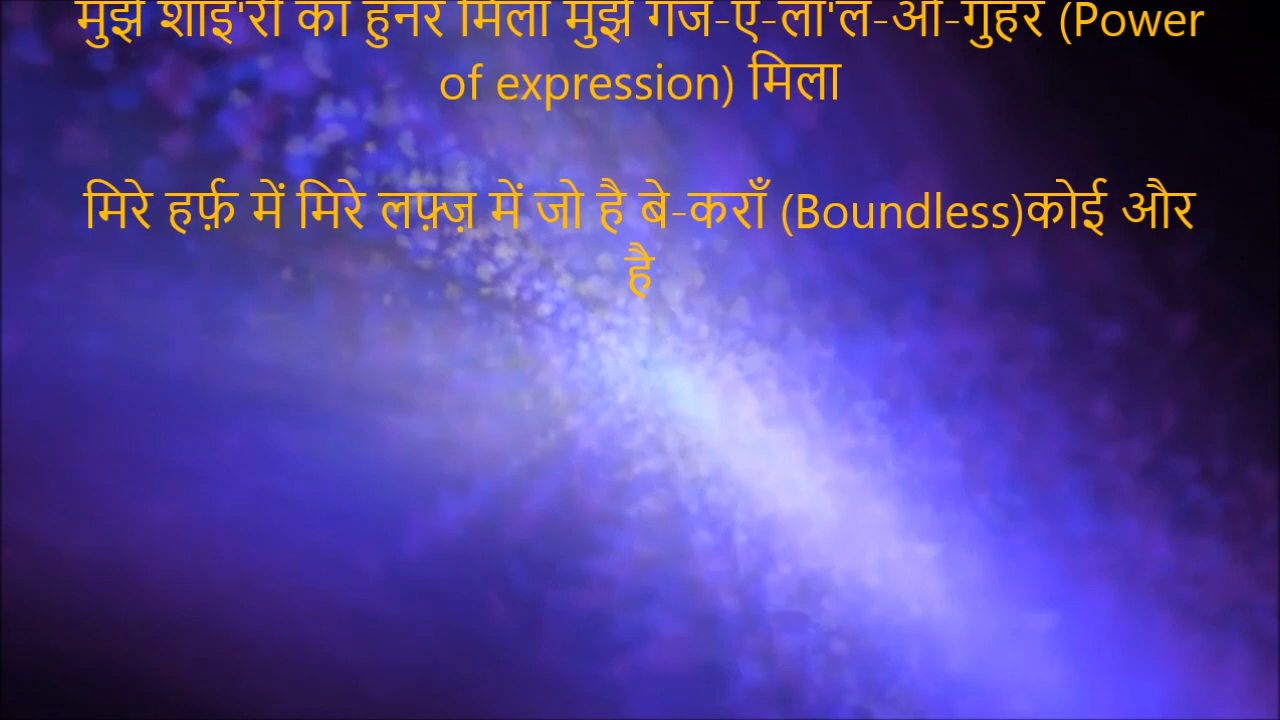 मुझे शाइ'री का हुनर मिला मुझे गंज-ए-ला'ल-ओ-गुहर (Power
of expression) मिला
मिरे हर्फ़ में मिरे लफ़्ज़ में जो है बे-कराँ (Boundless)कोई और
है